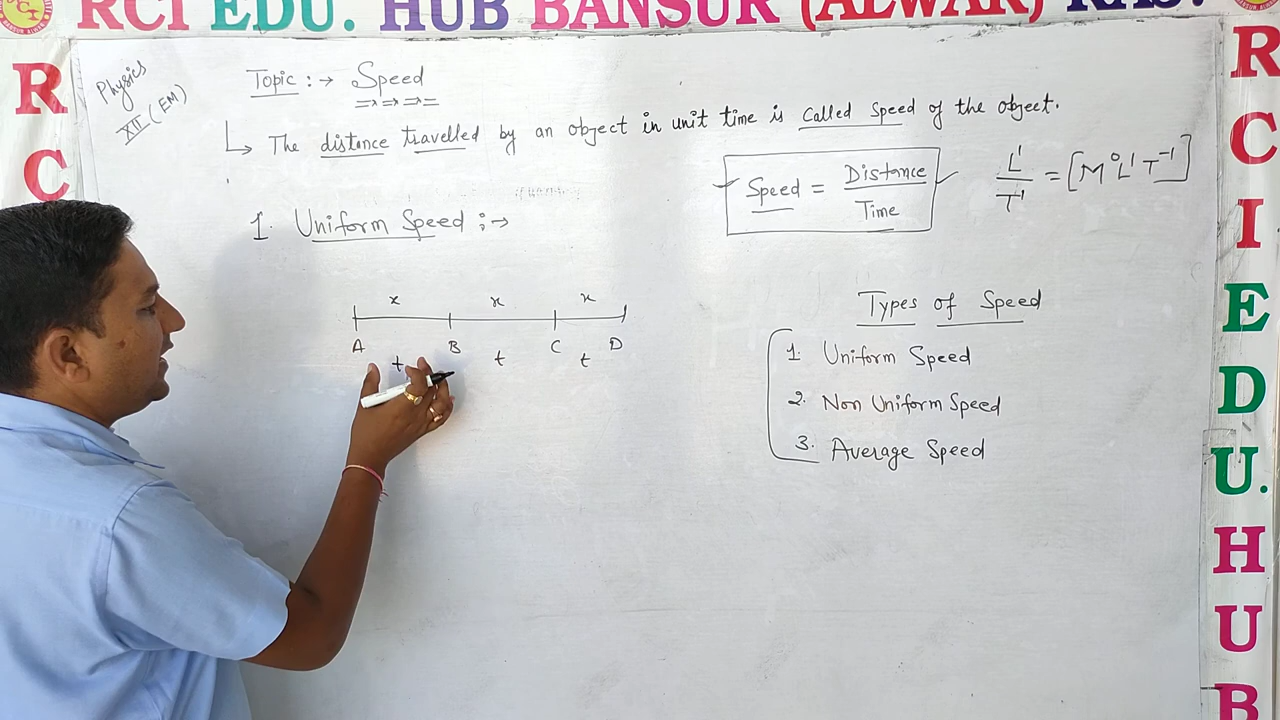 RCI EDU. HUB BANSUR (ALWAR) RAJ.
R
C
R
C
I
E
D
U.
H
U
B
Physics
XII (EM)
Topic :→ Speed
The distance travelled by an object in unit time is called speed of the object.
Speed = Distance / Time
L¹ / T¹ = [M⁰L¹T⁻¹]
1. Uniform Speed :→
x x x
A B C D
t t t
Types of Speed
1. Uniform Speed
2. Non Uniform Speed
3. Average Speed